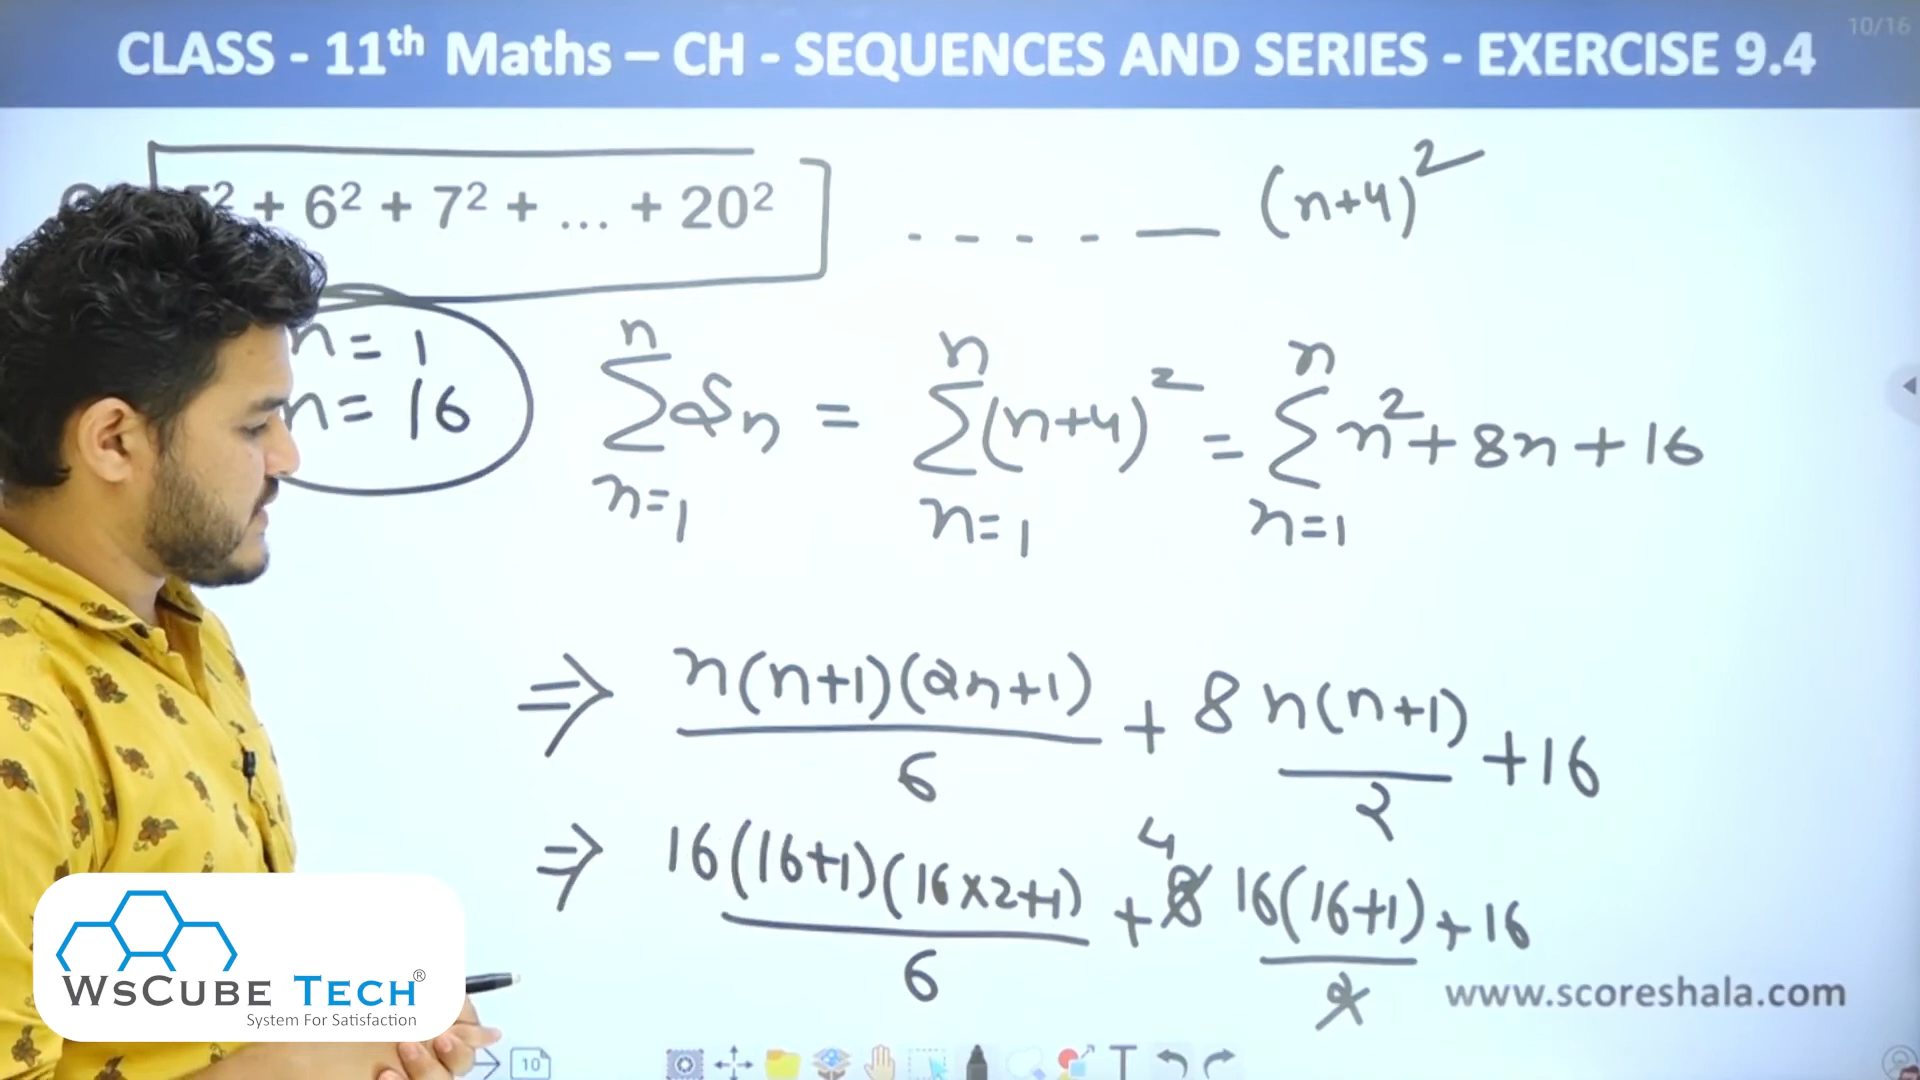 10/16
CLASS - 11th Maths – CH - SEQUENCES AND SERIES - EXERCISE 9.4
² + 6² + 7² + ... + 20²
- - - - — (n+4)²
n = 1
n = 16
n n n
∑ Sn = ∑ (n+4)² = ∑ n² + 8n + 16
n=1 n=1 n=1
⇒ n(n+1)(2n+1)/6 + 8 n(n+1)/2 + 16
4
⇒ 16(16+1)(16×2+1)/6 + 8 16(16+1)/2 + 16
www.scoreshala.com
WSCUBE TECH®
System For Satisfaction
10
T